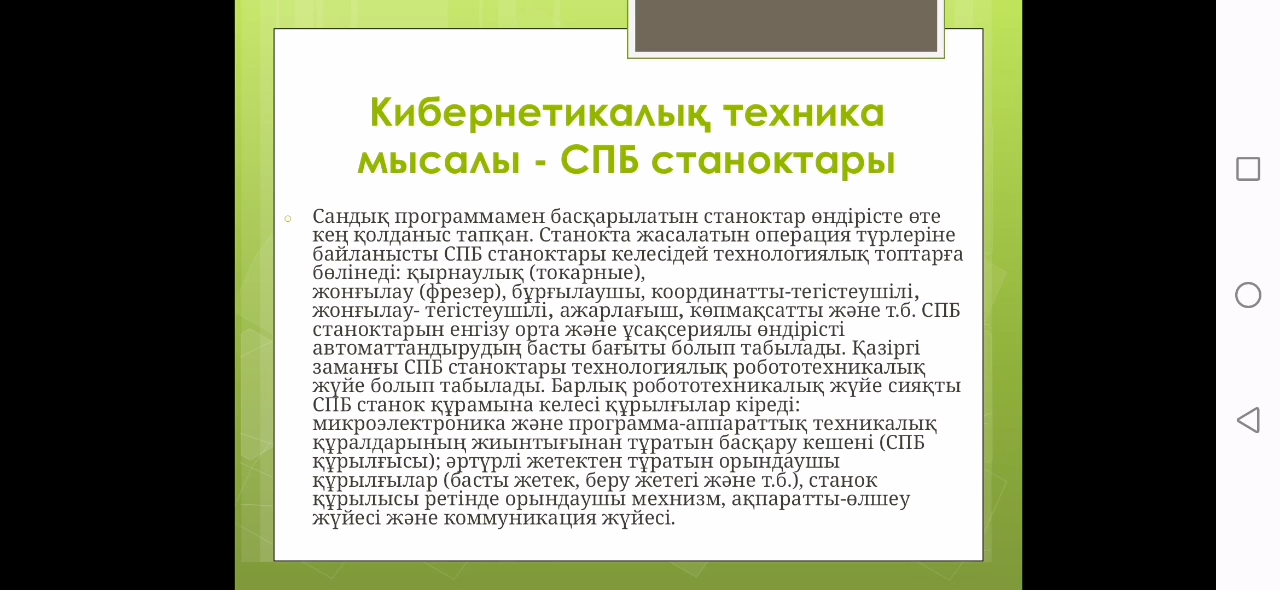 Кибернетикалық техника
мысалы - СПБ станоктары
Сандық программамен басқарылатын станоктар өндірісте өте
кең қолданыс тапқан. Станокта жасалатын операция түрлеріне
байланысты СПБ станоктары келесідей технологиялық топтарға
бөлінеді: қырнаулық (токарные),
жонғылау (фрезер), бұрғылаушы, координатты-тегістеушілі,
жонғылау- тегістеушілі, ажарлағыш, көпмақсатты және т.б. СПБ
станоктарын енгізу орта және ұсақсериялы өндірісті
автоматтандырудың басты бағыты болып табылады. Қазіргі
заманғы СПБ станоктары технологиялық робототехникалық
жүйе болып табылады. Барлық робототехникалық жүйе сияқты
СПБ станок құрамына келесі құрылғылар кіреді:
микроэлектроника және программа-аппараттық техникалық
құралдарының жиынтығынан тұратын басқару кешені (СПБ
құрылғысы); әртүрлі жетектен тұратын орындаушы
құрылғылар (басты жетек, беру жетегі және т.б.), станок
құрылысы ретінде орындаушы мехнизм, ақпаратты-өлшеу
жүйесі және коммуникация жүйесі.